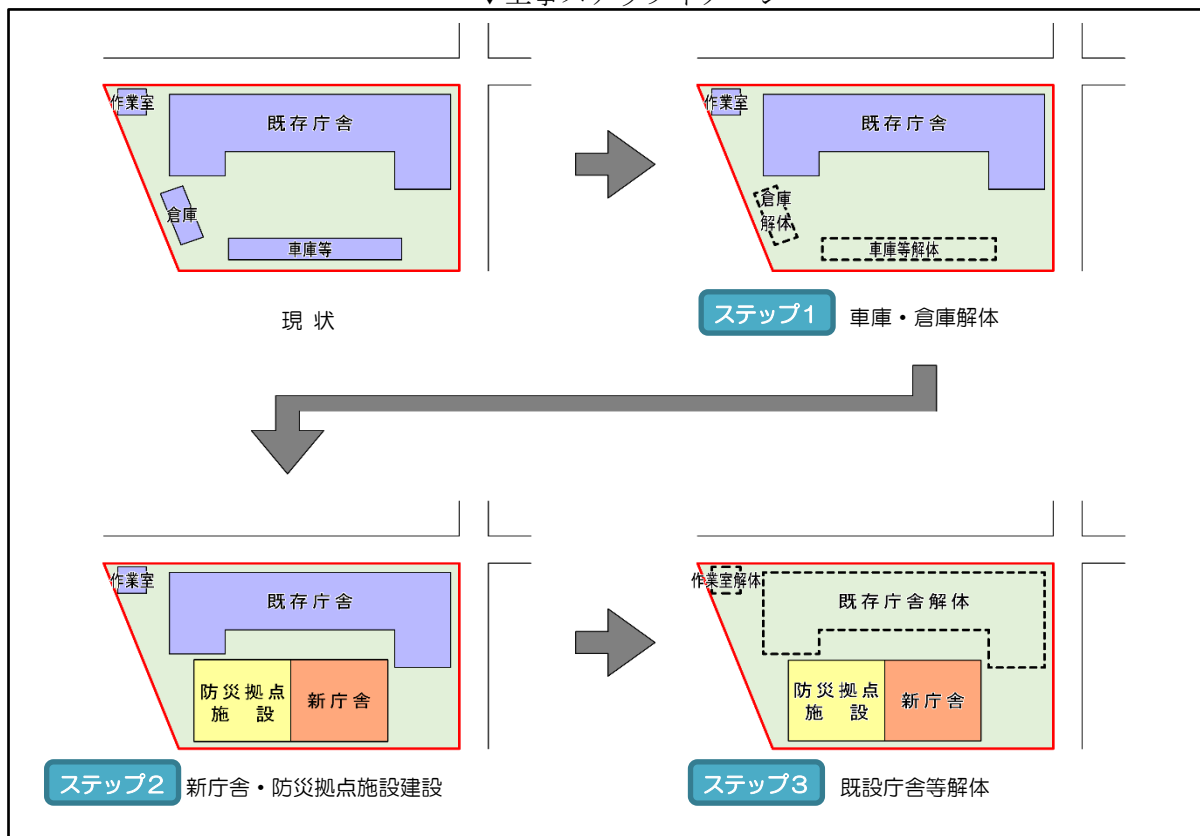 作業室
既存庁舎
倉庫
車庫等
現 状
作業室
既存庁舎
倉庫
解体
車庫等解体
ステップ1 車庫・倉庫解体
作業室
既存庁舎
防災拠点
施 設
新庁舎
ステップ2 新庁舎・防災拠点施設建設
作業室解体
既存庁舎解体
防災拠点
施 設
新庁舎
ステップ3 既設庁舎等解体